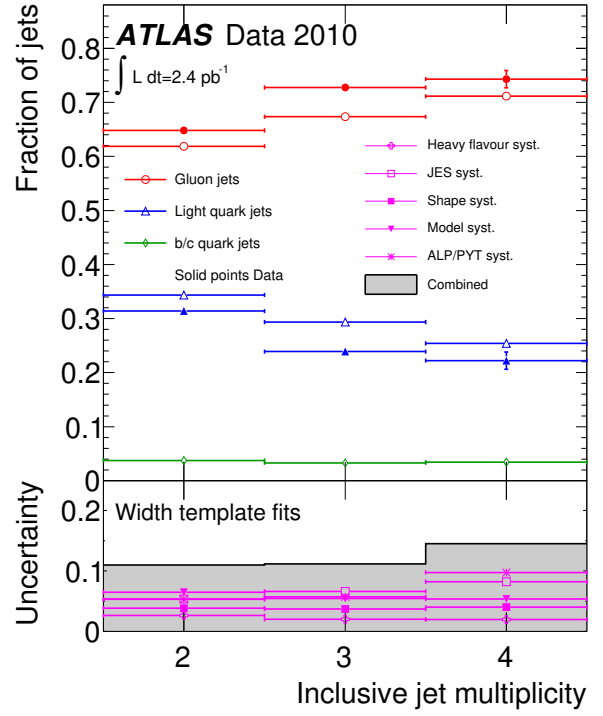 ATLAS Data 2010
∫ L dt=2.4 pb-1
Fraction of jets
0.8
0.7
0.6
0.5
0.4
0.3
0.2
0.1
0
Gluon jets
Light quark jets
b/c quark jets
Solid points Data
Heavy flavour syst.
JES syst.
Shape syst.
Model syst.
ALP/PYT syst.
Combined
Uncertainty
0.2
0.1
0
Width template fits
2 3 4
Inclusive jet multiplicity